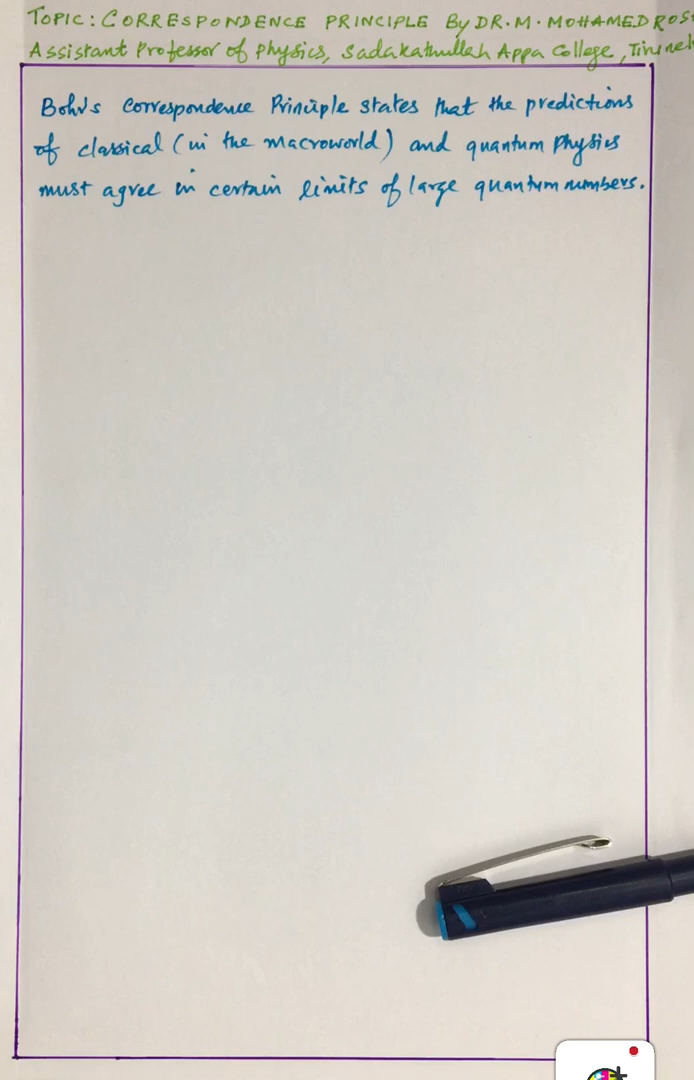 TOPIC: CORRESPONDENCE PRINCIPLE By DR. M. MOHAMED
Assistant Professor of Physics, Sadakathullah Appa College,
Bohr's Correspondence Principle states that the predictions
of classical (in the macroworld) and quantum Physics
must agree in certain limits of large quantum numbers.